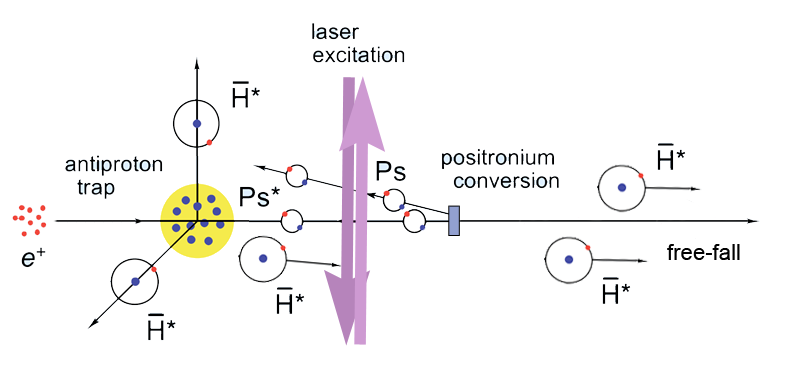 laser
excitation
H̅*
antiproton
trap
Ps*
Ps
positronium
conversion
H̅*
e⁺
H̅*
H̅*
H̅*
free-fall